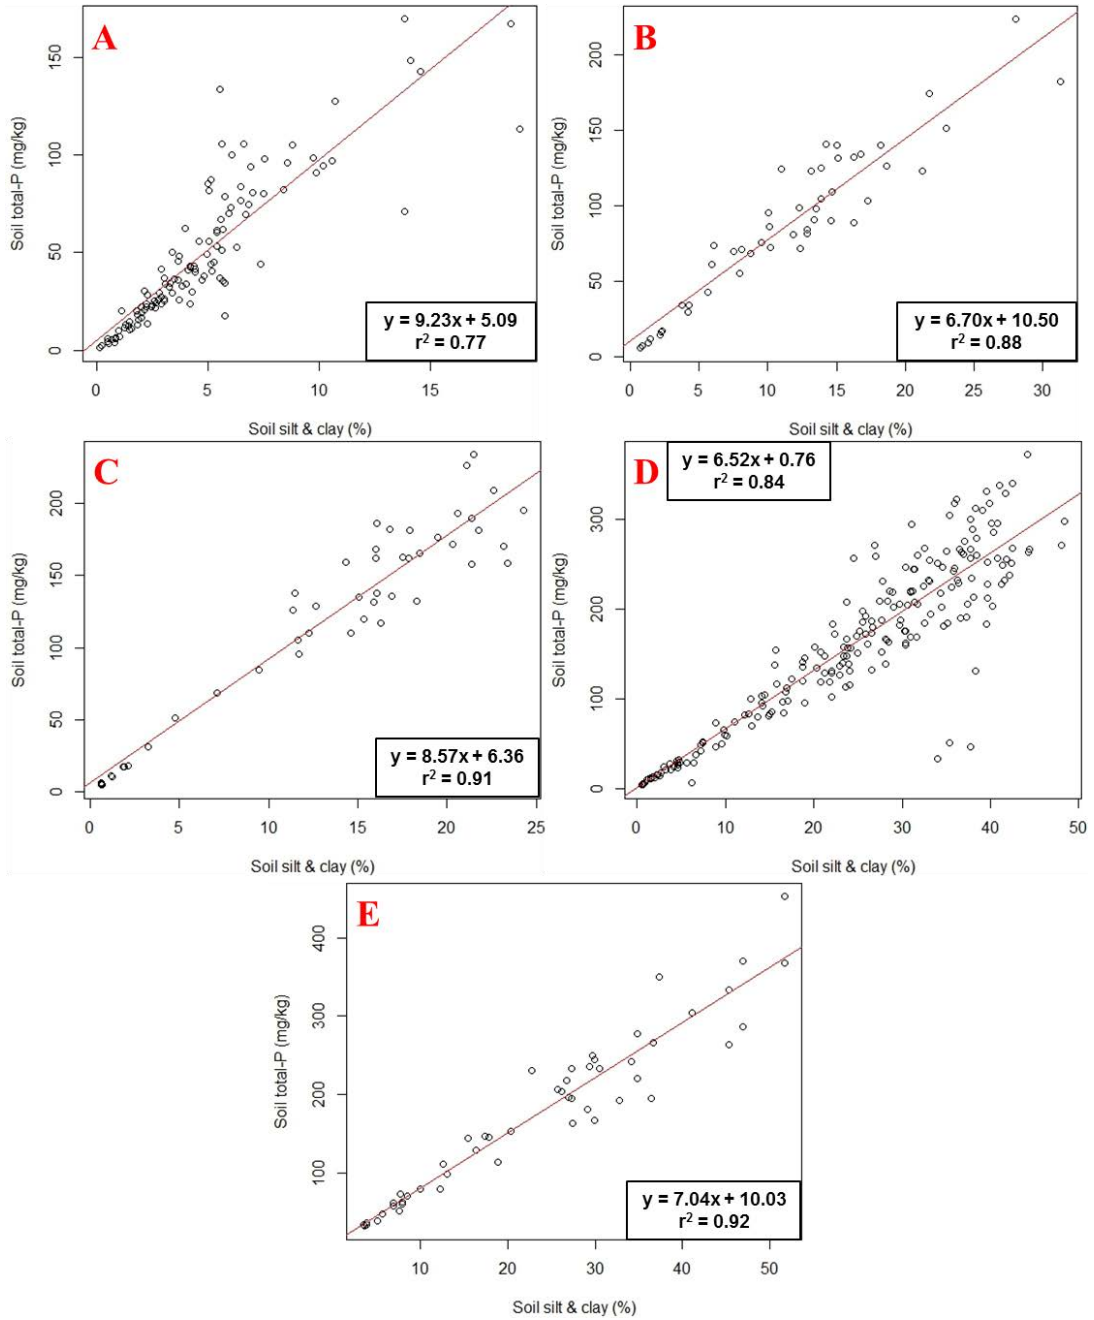 A
Soil total-P (mg/kg)
150
100
50
0
y = 9.23x + 5.09
r² = 0.77
0 5 10 15
Soil silt & clay (%)
B
Soil total-P (mg/kg)
200
150
100
50
0
y = 6.70x + 10.50
r² = 0.88
0 5 10 15 20 25 30
Soil silt & clay (%)
C
Soil total-P (mg/kg)
200
150
100
50
0
y = 8.57x + 6.36
r² = 0.91
0 5 10 15 20 25
Soil silt & clay (%)
D
y = 6.52x + 0.76
r² = 0.84
Soil total-P (mg/kg)
300
200
100
0
0 10 20 30 40 50
Soil silt & clay (%)
E
Soil total-P (mg/kg)
400
300
200
100
y = 7.04x + 10.03
r² = 0.92
10 20 30 40 50
Soil silt & clay (%)